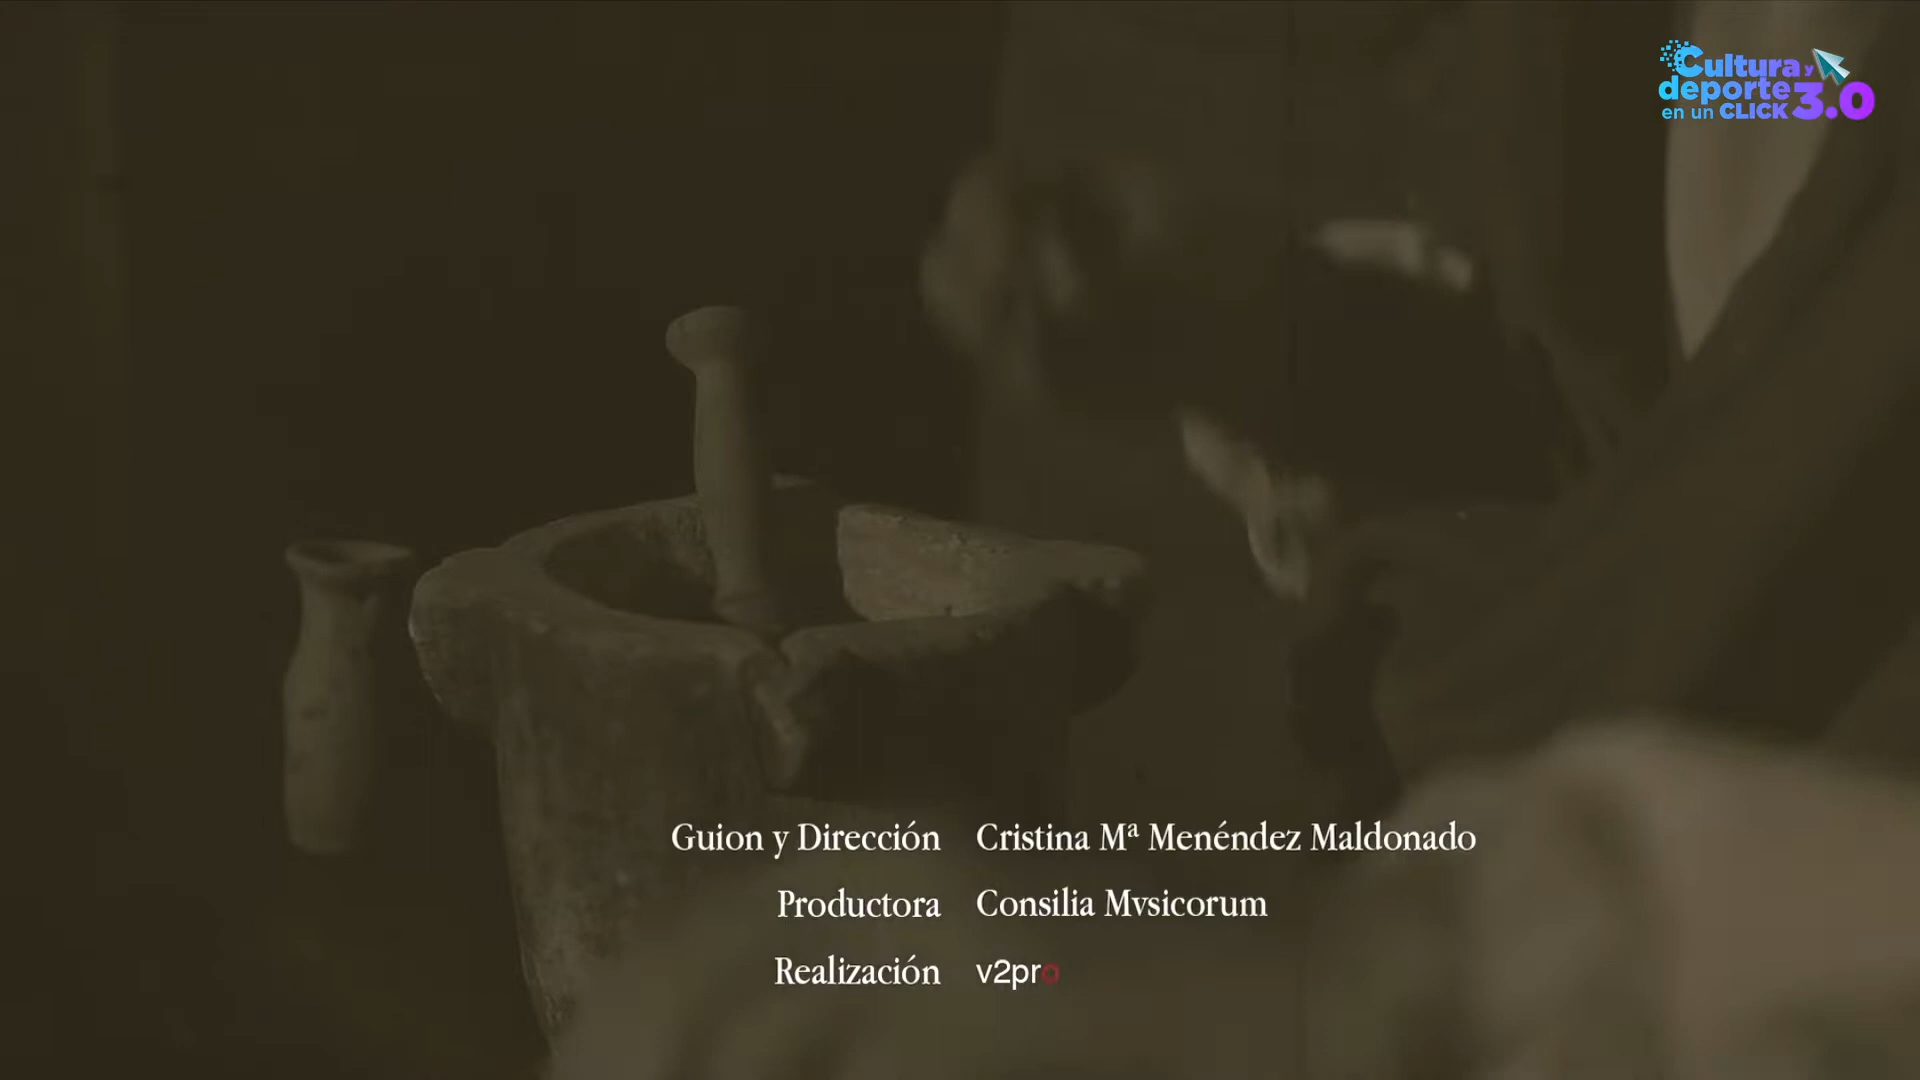 Cultura y
deporte 3.0
en un CLICK
Guion y Dirección Cristina Mª Menéndez Maldonado
Productora Consilia Mvsicorum
Realización v2pro